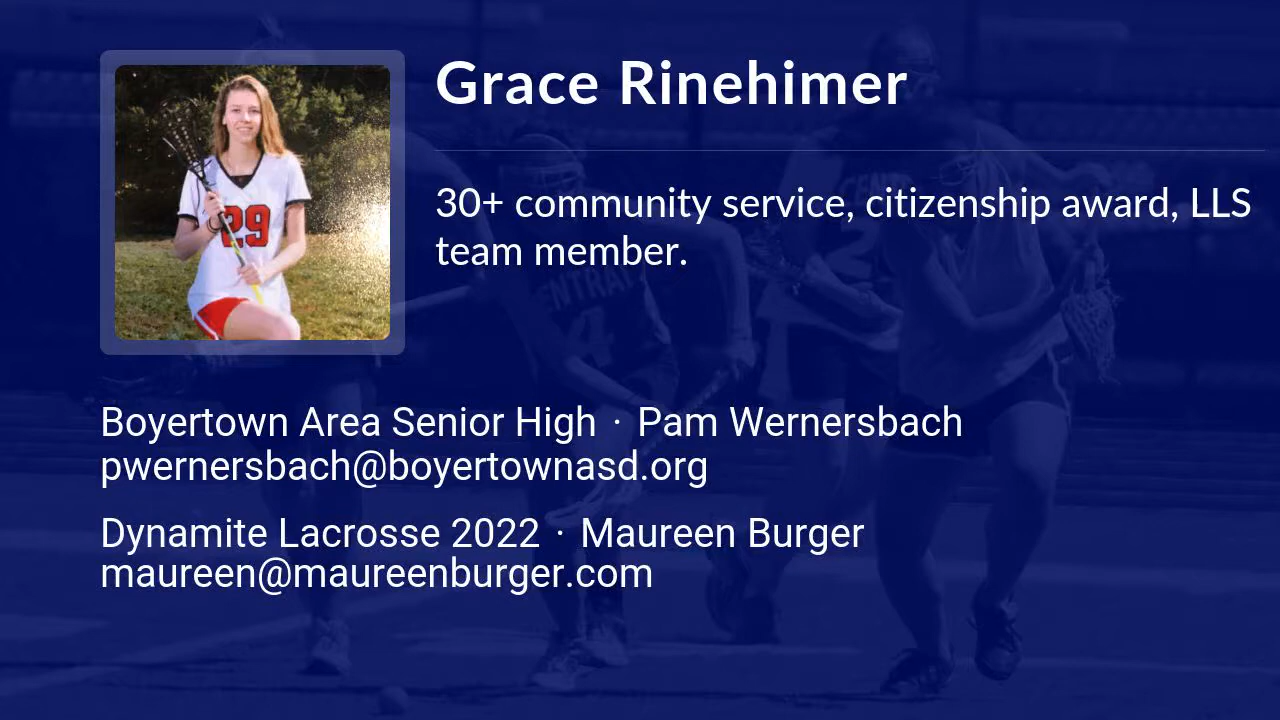 Grace Rinehimer
30+ community service, citizenship award, LLS
team member.
29
Boyertown Area Senior High · Pam Wernersbach
pwernersbach@boyertownasd.org
Dynamite Lacrosse 2022 · Maureen Burger
maureen@maureenburger.com